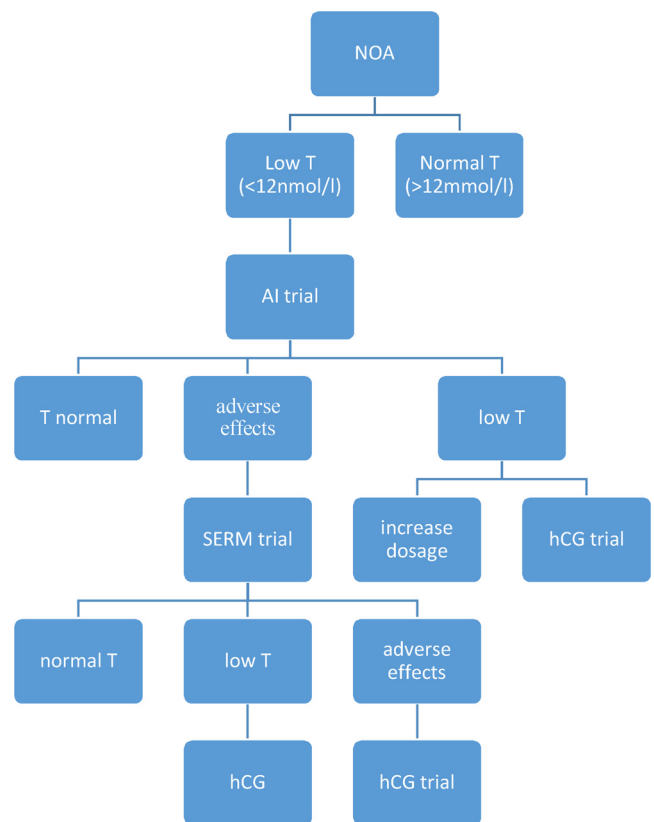 NOA
Low T
(<12nmol/l)
Normal T
(>12mmol/l)
AI trial
T normal
adverse
effects
low T
SERM trial
increase
dosage
hCG trial
normal T
low T
adverse
effects
hCG
hCG trial